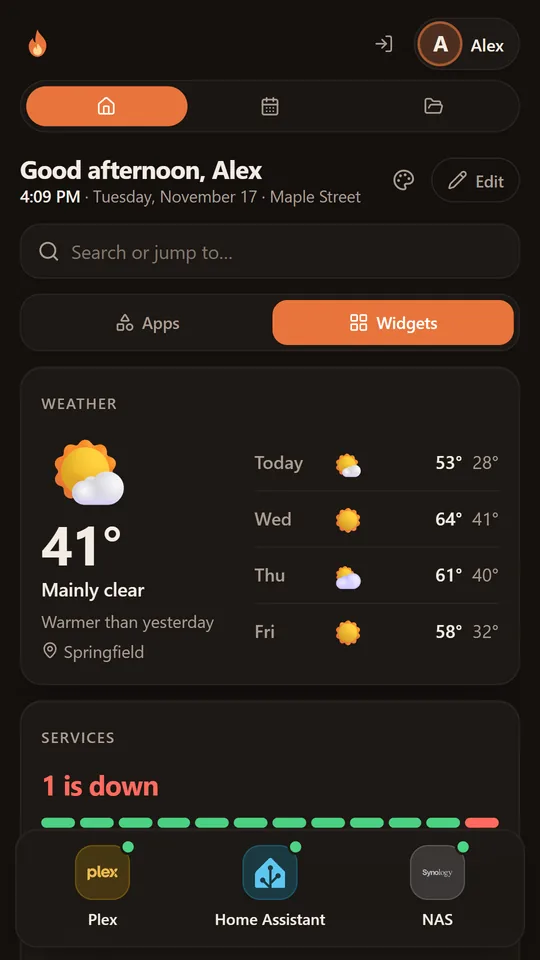 A Alex
Good afternoon, Alex
4:09 PM · Tuesday, November 17 · Maple Street
Edit
Search or jump to...
Apps
Widgets
WEATHER
41°
Mainly clear
Warmer than yesterday
Springfield
Today 53° 28°
Wed 64° 41°
Thu 61° 40°
Fri 58° 32°
SERVICES
1 is down
plex
Synology
Plex
Home Assistant
NAS